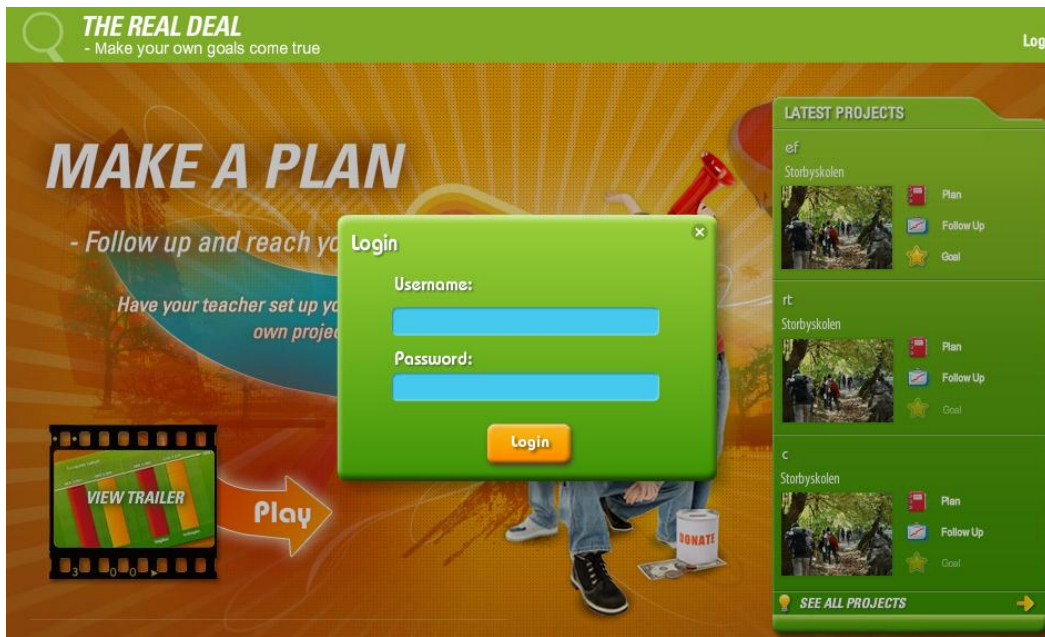 THE REAL DEAL
- Make your own goals come true
Log
MAKE A PLAN
- Follow up and reach yo
Have your teacher set up yo
own projec
VIEW TRAILER
Play
Login
Username:
Password:
Login
DONATE
LATEST PROJECTS
ef
Storbyskolen
Plan
Follow Up
Goal
rt
Storbyskolen
Plan
Follow Up
Goal
c
Storbyskolen
Plan
Follow Up
Goal
SEE ALL PROJECTS